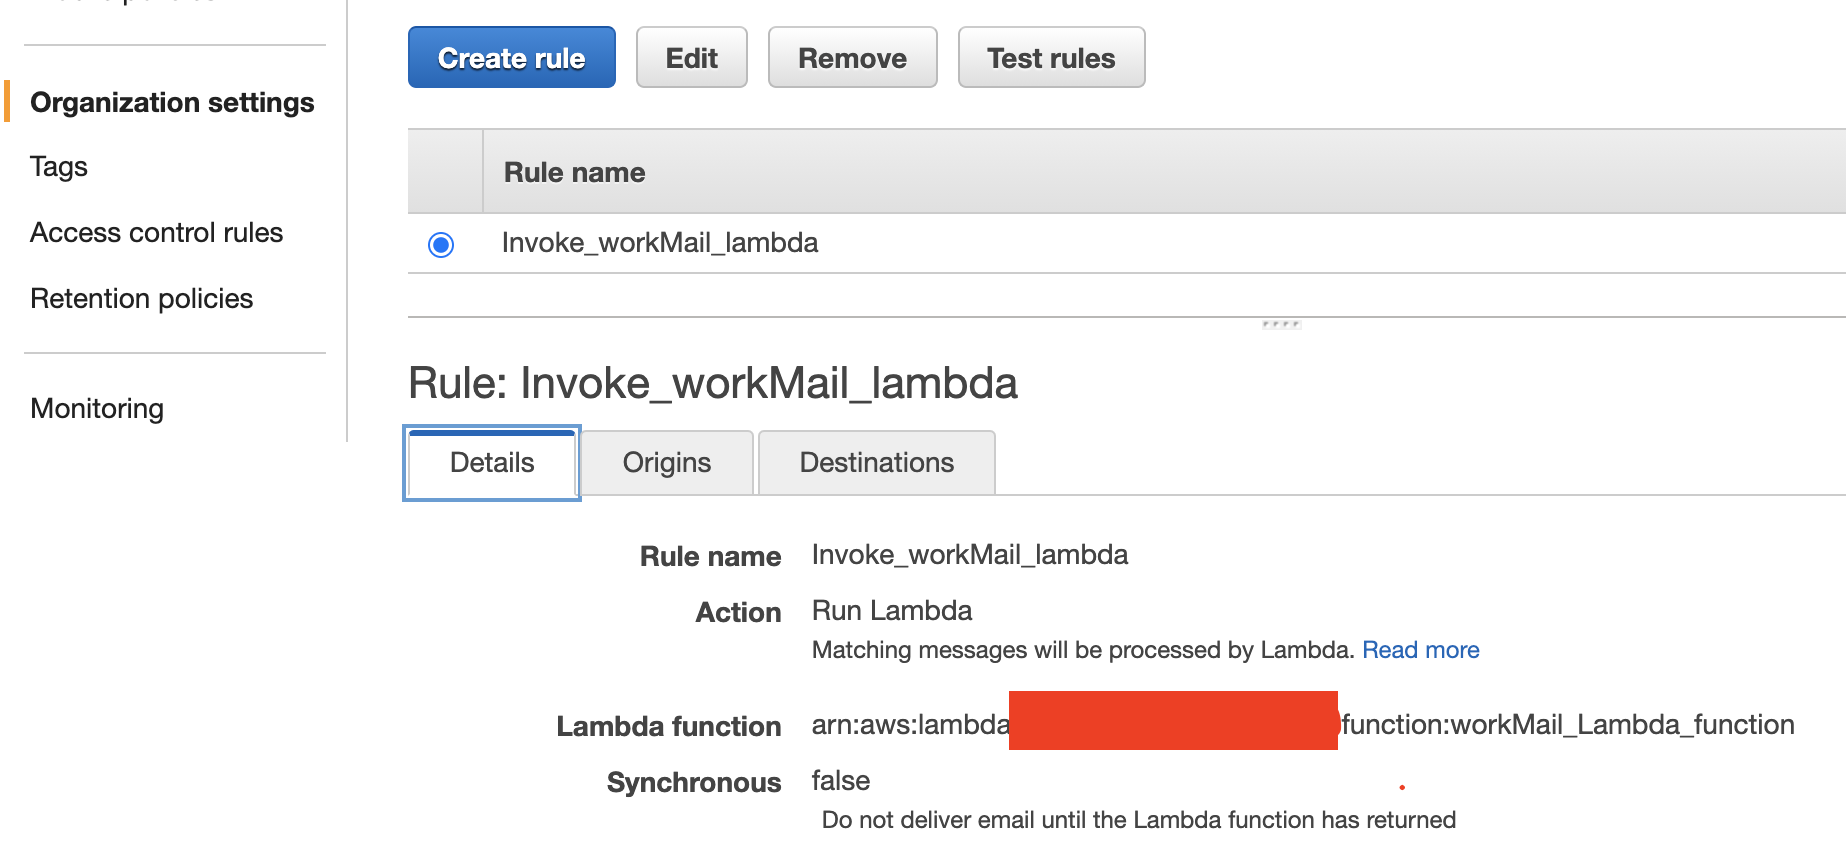 Create rule Edit Remove Test rules
Organization settings
Tags
Access control rules
Retention policies
Monitoring
Rule name
Invoke_workMail_lambda
Rule: Invoke_workMail_lambda
Details Origins Destinations
Rule name Invoke_workMail_lambda
Action Run Lambda
Matching messages will be processed by Lambda. Read more
Lambda function arn:aws:lambda function:workMail_Lambda_function
Synchronous false
Do not deliver email until the Lambda function has returned